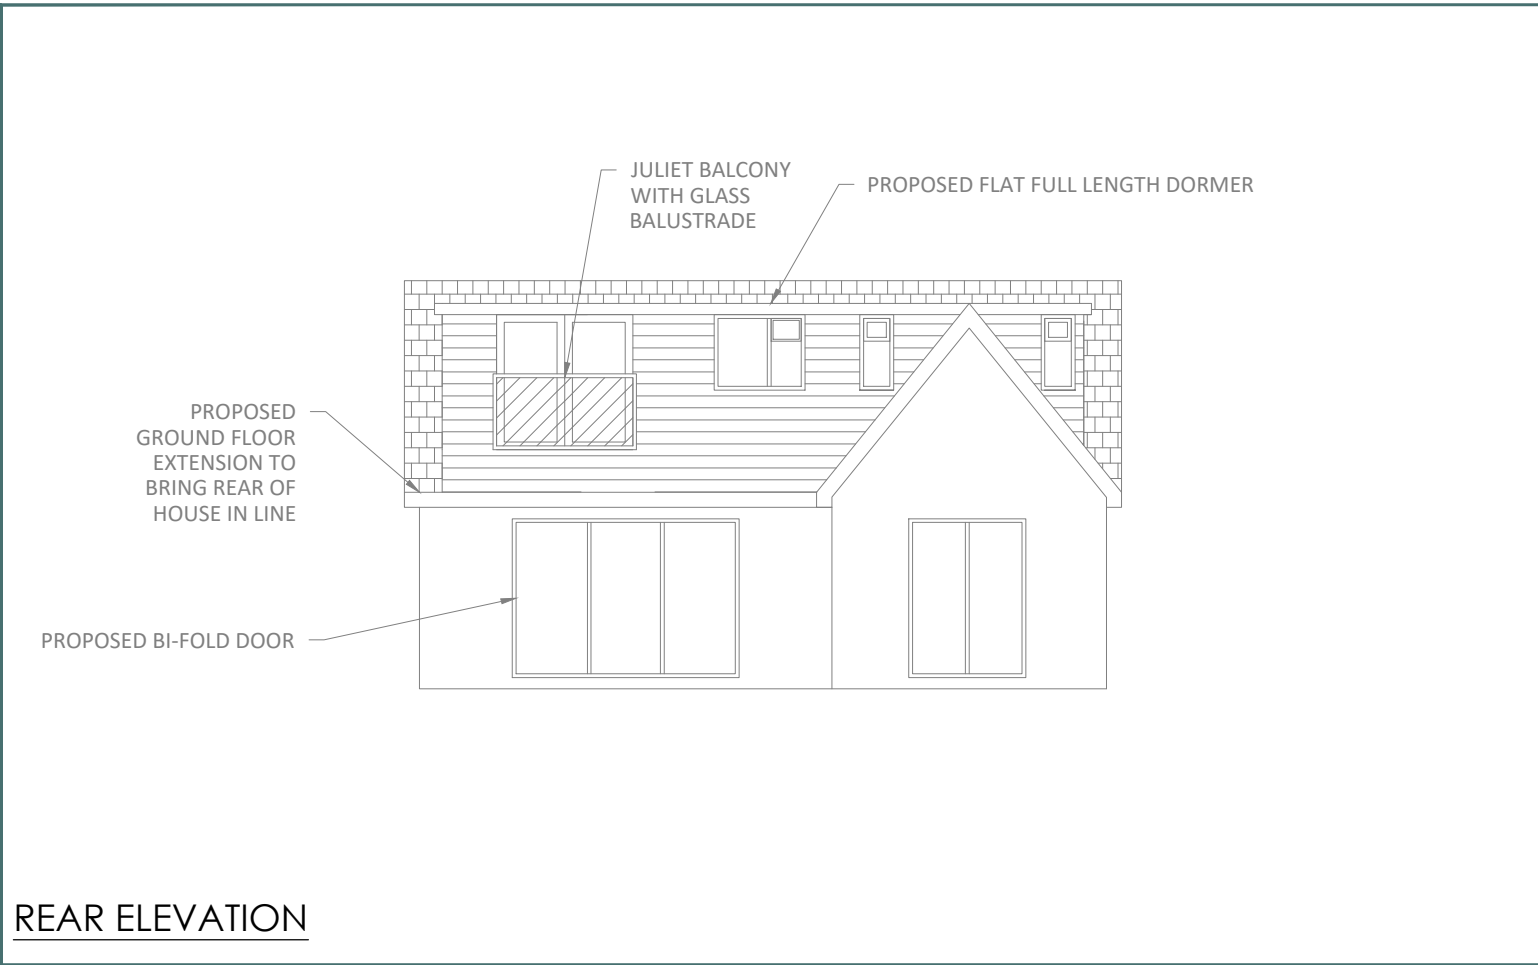 JULIET BALCONY
WITH GLASS
BALUSTRADE
PROPOSED FLAT FULL LENGTH DORMER
PROPOSED
GROUND FLOOR
EXTENSION TO
BRING REAR OF
HOUSE IN LINE
PROPOSED BI-FOLD DOOR
REAR ELEVATION